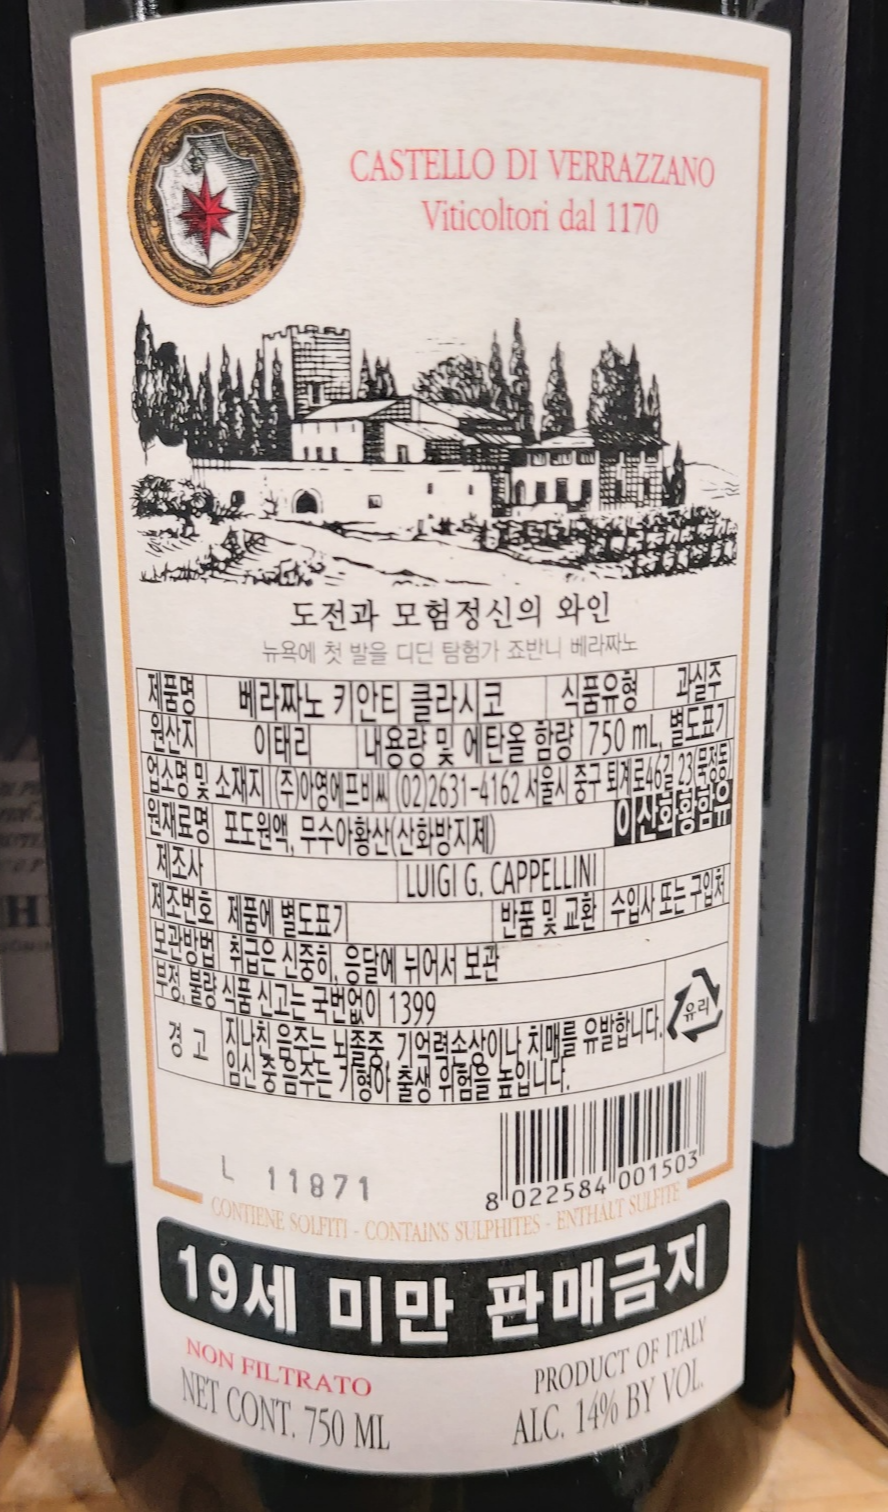 CASTELLO DI VERRAZZANO
Viticoltori dal 1170
도전과 모험정신의 와인
뉴욕에 첫 발을 디딘 탐험가 죠반니 베라짜노
제품명 베라짜노 키안티 클라시코 식품유형 과실주
원산지 이태리 내용량 및 에탄올 함량 750 mL, 별도표기
업소명 및 소재지 (주)아영에프비씨 (02)2631-4162 서울시 중구 퇴계로46길 23(묵정동)
원재료명 포도원액, 무수아황산(산화방지제) 이산화황함유
제조사 LUIGI G. CAPPELLINI
제조번호 제품에 별도표기 반품 및 교환 수입사 또는 구입처
보관방법 취급은 신중히, 응달에 뉘어서 보관
부정, 불량식품 신고는 국번없이 1399
유리
경 고 지나친 음주는 뇌졸중, 기억력손상이나 치매를 유발합니다.
임신 중 음주는 기형아 출생 위험을 높입니다.
L 11871
8 022584 001503
CONTIENE SOLFITI - CONTAINS SULPHITES - ENTHALT SULFITE
19세 미만 판매금지
NON FILTRATO
NET CONT. 750 ML
PRODUCT OF ITALY
ALC. 14% BY VOL.